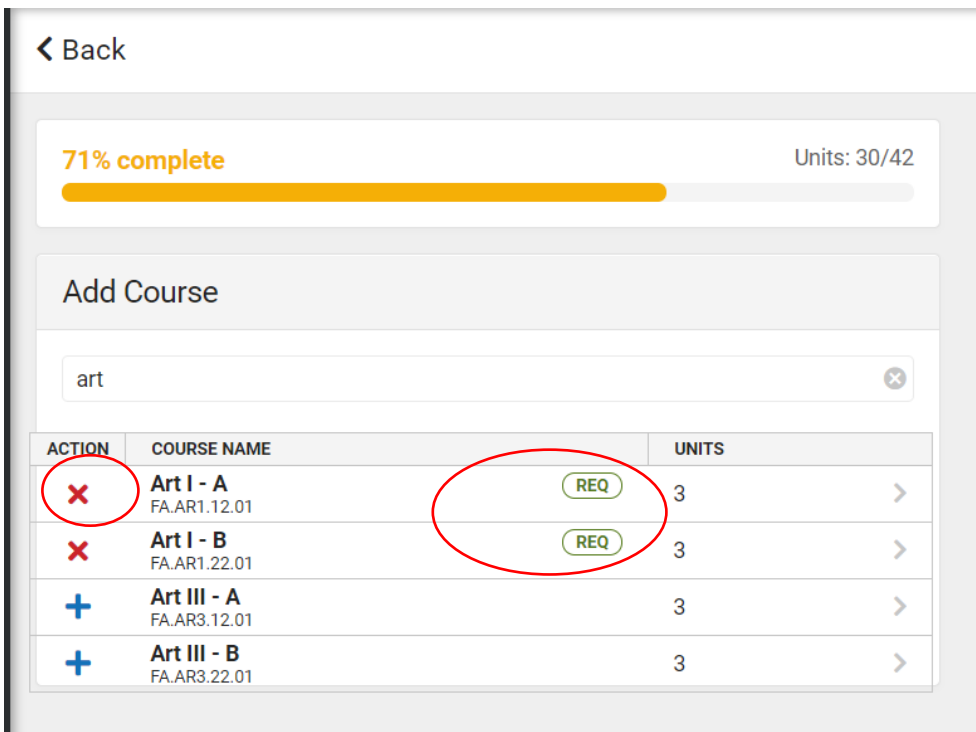 Back
71% complete Units: 30/42
Add Course
art
ACTION COURSE NAME UNITS
Art I - A REQ 3
FA.AR1.12.01
Art I - B REQ 3
FA.AR1.22.01
Art III - A 3
FA.AR3.12.01
Art III - B 3
FA.AR3.22.01